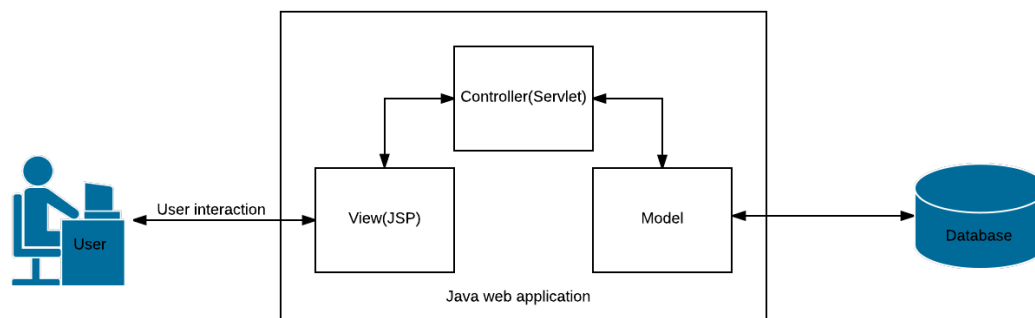 Controller(Servlet)
User interaction
User
View(JSP)
Model
Database
Java web application